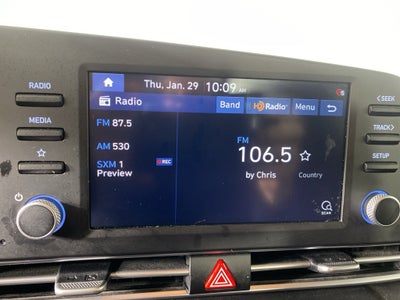 Thu, Jan. 29 10:09 AM
RADIO
Radio
Band
HD Radio
Menu
< SEEK
FM 87.5
MEDIA
AM 530
FM
TRACK >
106.5
SXM 1
REC
Preview
by Chris
Country
SETUP
SCAN